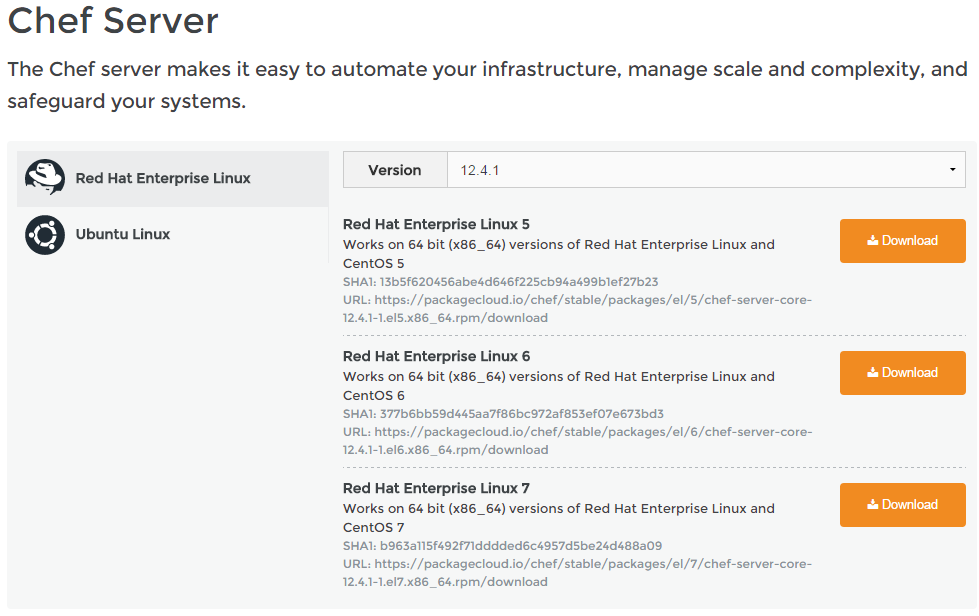 Chef Server
The Chef server makes it easy to automate your infrastructure, manage scale and complexity, and
safeguard your systems.
Red Hat Enterprise Linux
Ubuntu Linux
Version
12.4.1
Red Hat Enterprise Linux 5
Works on 64 bit (x86_64) versions of Red Hat Enterprise Linux and
CentOS 5
SHA1: 13b5f620456abe4d646f225cb94a499b1ef27b23
URL: https://packagecloud.io/chef/stable/packages/el/5/chef-server-core-
12.4.1-1.el5.x86_64.rpm/download
Download
Red Hat Enterprise Linux 6
Works on 64 bit (x86_64) versions of Red Hat Enterprise Linux and
CentOS 6
SHA1: 377b6bb59d445aa7f86bc972af853ef07e673bd3
URL: https://packagecloud.io/chef/stable/packages/el/6/chef-server-core-
12.4.1-1.el6.x86_64.rpm/download
Download
Red Hat Enterprise Linux 7
Works on 64 bit (x86_64) versions of Red Hat Enterprise Linux and
CentOS 7
SHA1: b963a115f492f71dddded6c4957d5be24d488a09
URL: https://packagecloud.io/chef/stable/packages/el/7/chef-server-core-
12.4.1-1.el7.x86_64.rpm/download
Download